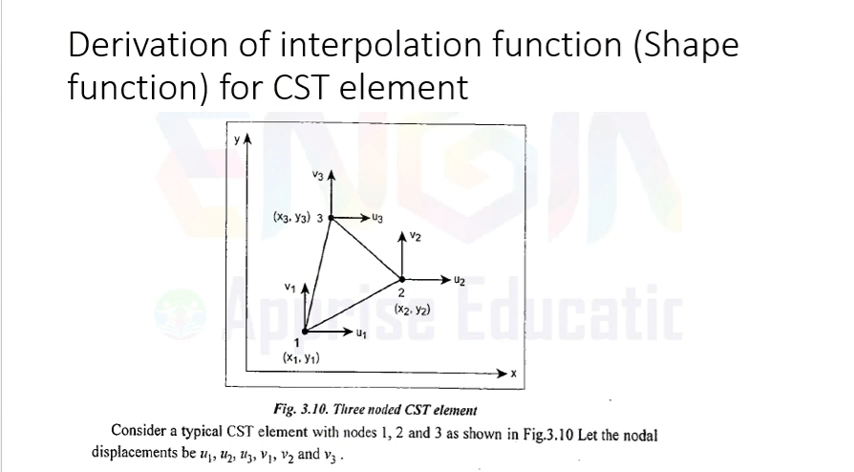 Derivation of interpolation function (Shape
function) for CST element
y
v₃
(x₃, y₃) 3
u₃
v₂
u₂
v₁
2
(x₂, y₂)
u₁
1
(x₁, y₁)
x
Fig. 3.10. Three noded CST element
Consider a typical CST element with nodes 1, 2 and 3 as shown in Fig.3.10 Let the nodal
displacements be u₁, u₂, u₃, v₁, v₂ and v₃ .